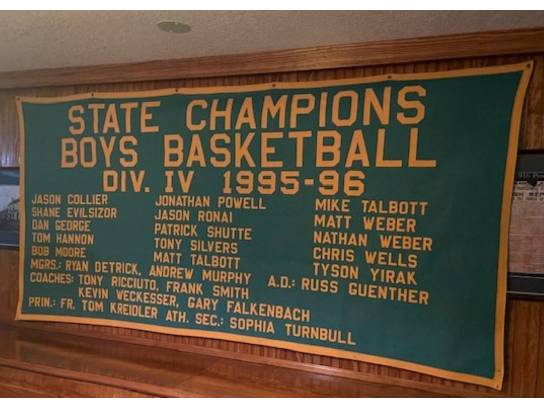 STATE CHAMPIONS
BOYS BASKETBALL
DIV. IV 1995-96
JASON COLLIER
SHANE EVILSIZOR
DAN GEORGE
TOM HANNON
BOB MOORE
JONATHAN POWELL
JASON RONAI
PATRICK SHUTTE
TONY SILVERS
MATT TALBOTT
MIKE TALBOTT
MATT WEBER
NATHAN WEBER
CHRIS WELLS
TYSON YIRAK
MGRS.: RYAN DETRICK, ANDREW MURPHY A.D.: RUSS GUENTHER
COACHES: TONY RICCIUTO, FRANK SMITH
KEVIN WECKESSER, GARY FALKENBACH
PRIN.: FR. TOM KREIDLER ATH. SEC.: SOPHIA TURNBULL